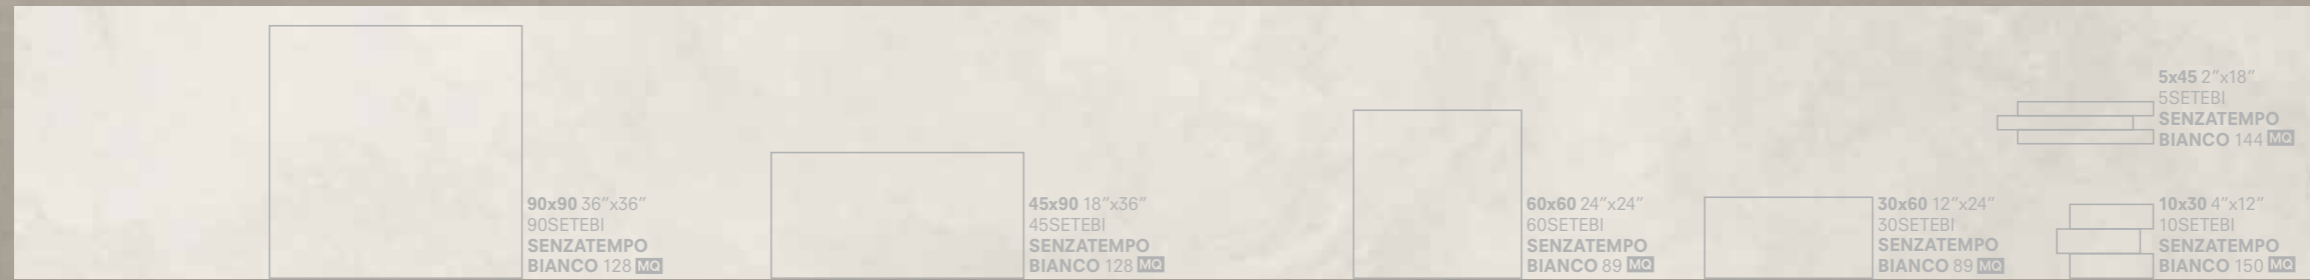 90x90 36"x36"
90SETEBI
SENZATEMPO
BIANCO 128 MQ
45x90 18"x36"
45SETEBI
SENZATEMPO
BIANCO 128 MQ
60x60 24"x24"
60SETEBI
SENZATEMPO
BIANCO 89 MQ
30x60 12"x24"
30SETEBI
SENZATEMPO
BIANCO 89 MQ
5x45 2"x18"
5SETEBI
SENZATEMPO
BIANCO 144 MQ
10x30 4"x12"
10SETEBI
SENZATEMPO
BIANCO 150 MQ